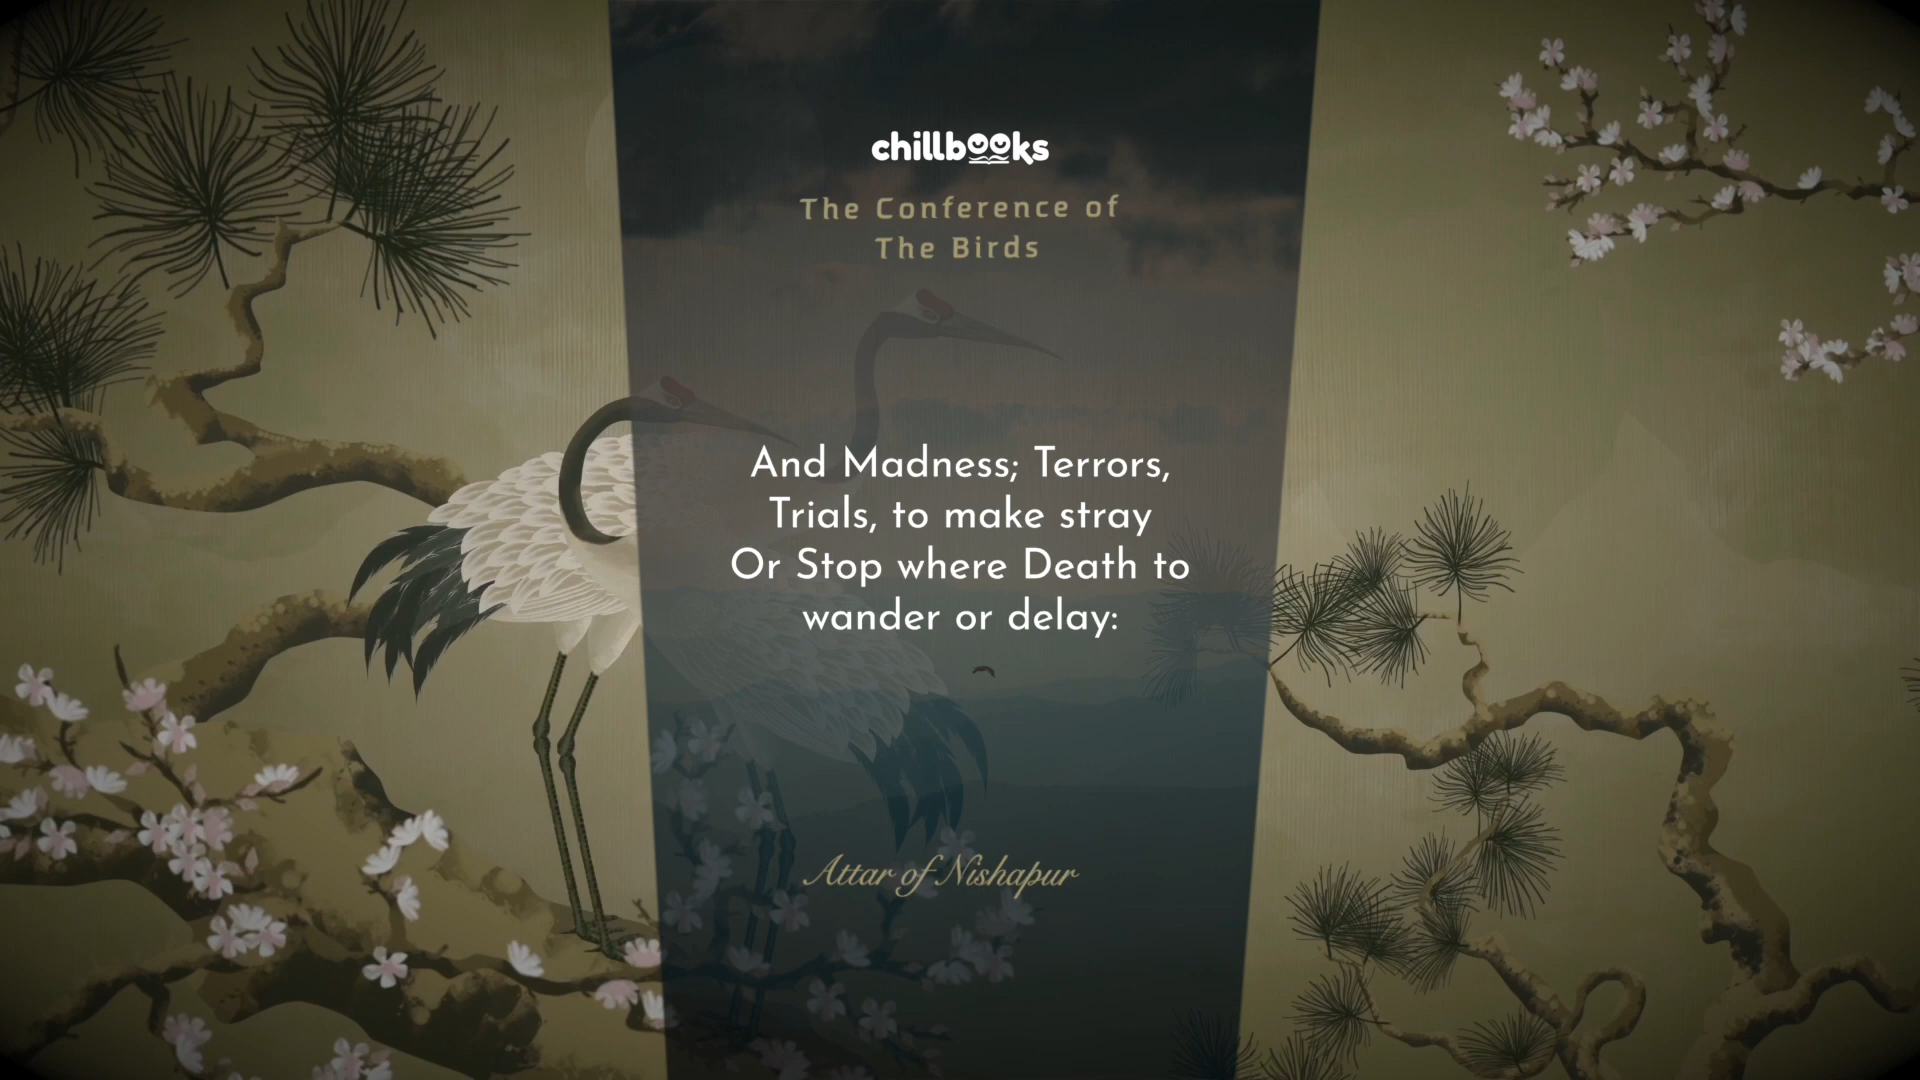 chillbooks
The Conference of
The Birds
And Madness; Terrors,
Trials, to make stray
Or Stop where Death to
wander or delay:
Attar of Nishapur